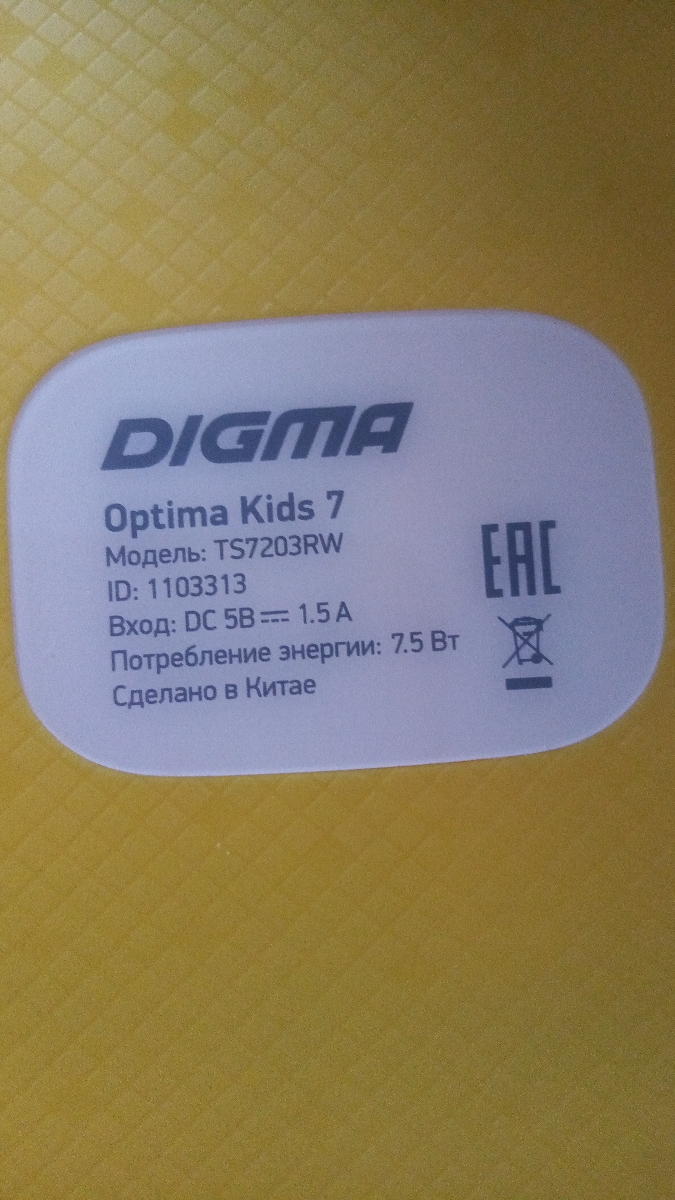 DIGMA
Optima Kids 7
Модель: TS7203RW
ID: 1103313
Вход: DC 5В ⎓ 1.5 А
Потребление энергии: 7.5 Вт
Сделано в Китае
EAC